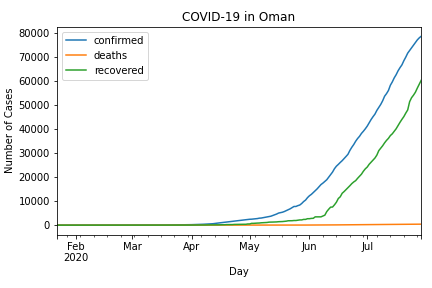 COVID-19 in Oman
80000
70000
60000
50000
40000
30000
20000
10000
0
Number of Cases
confirmed
deaths
recovered
Feb
2020
Mar
Apr
May
Jun
Jul
Day